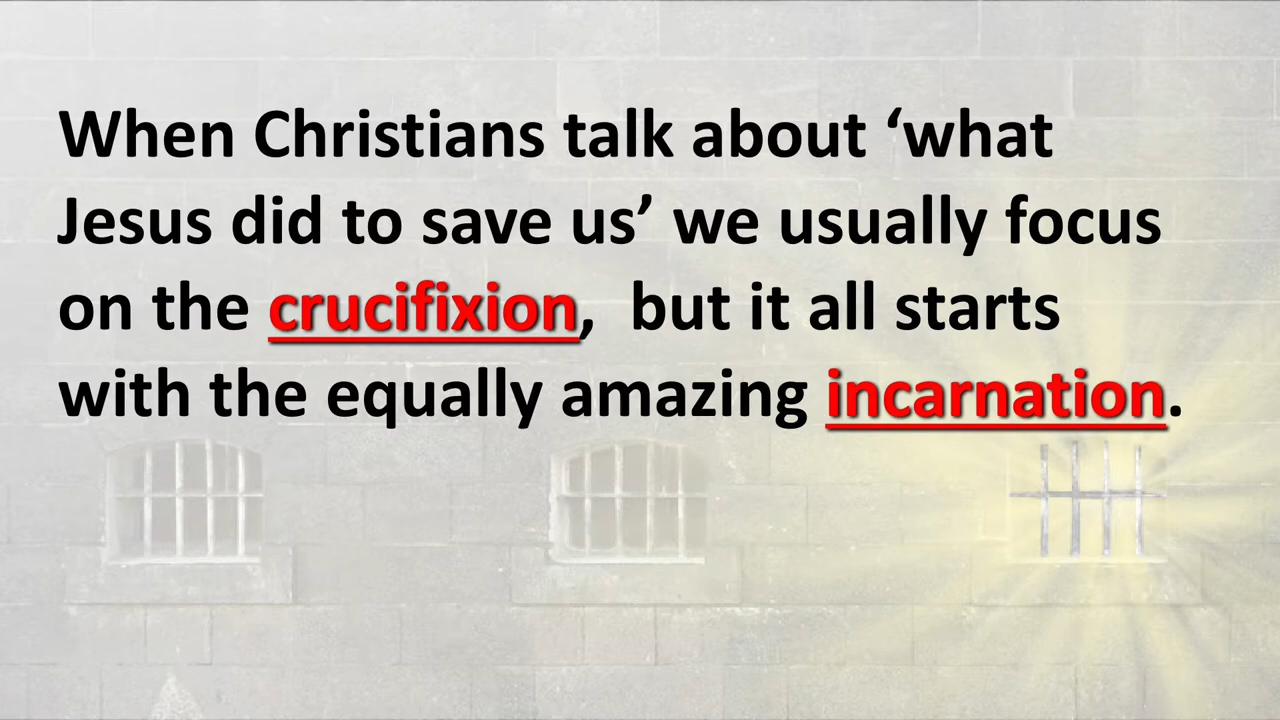 When Christians talk about ‘what
Jesus did to save us’ we usually focus
on the crucifixion,  but it all starts
with the equally amazing incarnation.